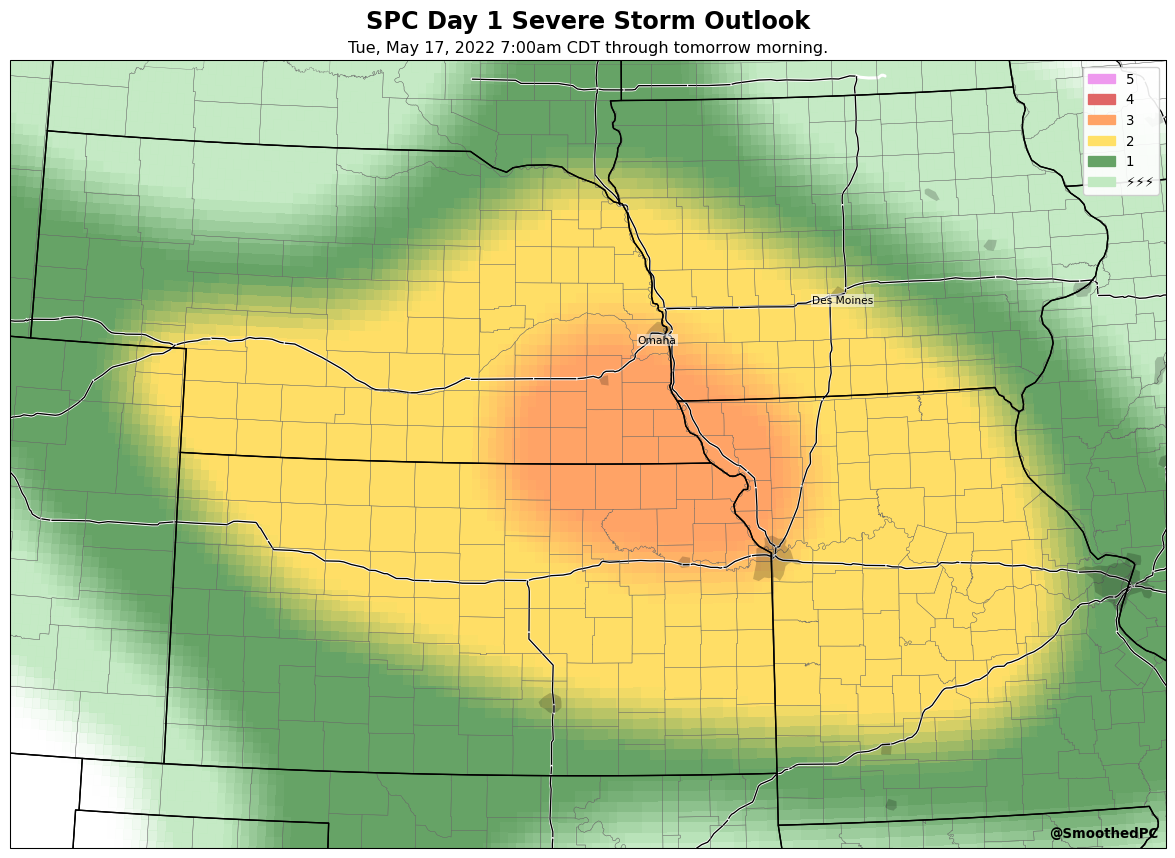 SPC Day 1 Severe Storm Outlook
Tue, May 17, 2022 7:00am CDT through tomorrow morning.
5
4
3
2
1
⚡⚡⚡
Des Moines
Omaha
@SmoothedPC